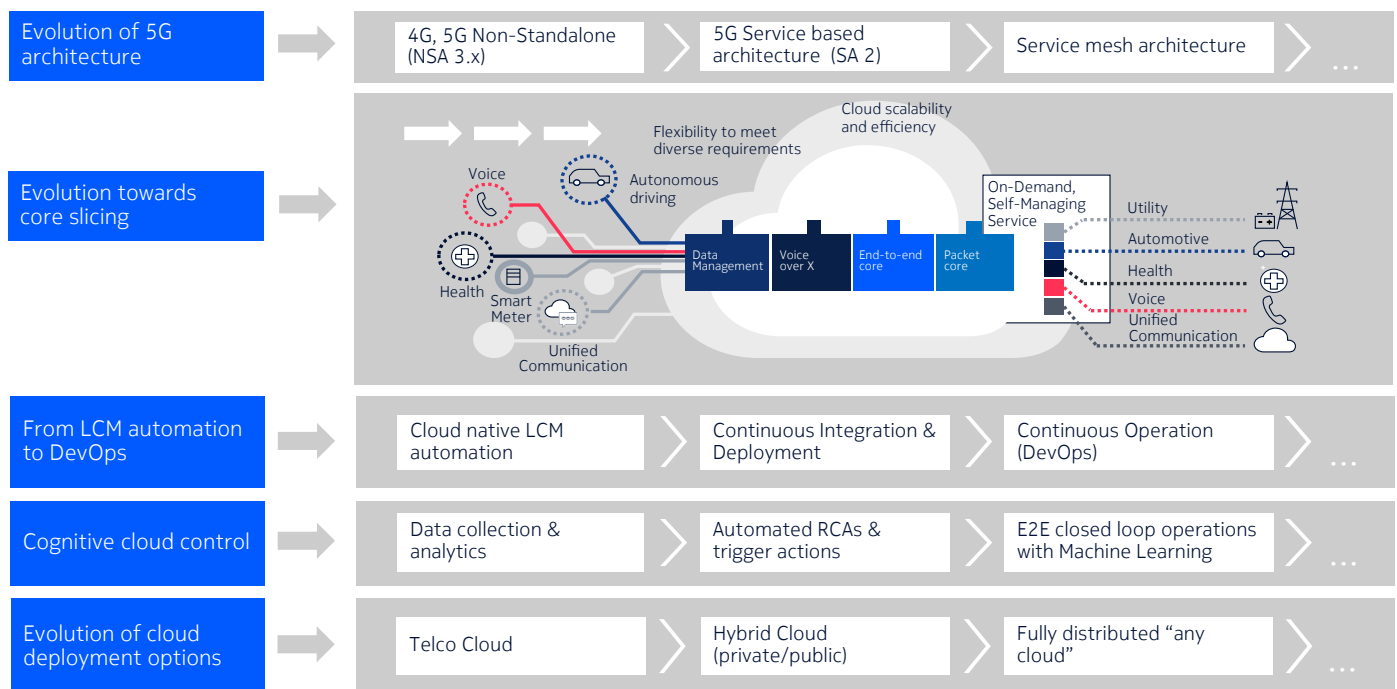 Evolution of 5G
architecture
4G, 5G Non-Standalone
(NSA 3.x)
5G Service based
architecture (SA 2)
Service mesh architecture
...
Evolution towards
core slicing
Cloud scalability
and efficiency
Flexibility to meet
diverse requirements
Voice
Autonomous
driving
Health
Smart
Meter
Unified
Communication
Data
Management
Voice
over X
End-to-end
core
Packet
core
On-Demand,
Self-Managing
Service
Utility
Automotive
Health
Voice
Unified
Communication
From LCM automation
to DevOps
Cloud native LCM
automation
Continuous Integration &
Deployment
Continuous Operation
(DevOps)
...
Cognitive cloud control
Data collection &
analytics
Automated RCAs &
trigger actions
E2E closed loop operations
with Machine Learning
...
Evolution of cloud
deployment options
Telco Cloud
Hybrid Cloud
(private/public)
Fully distributed “any
cloud”
...